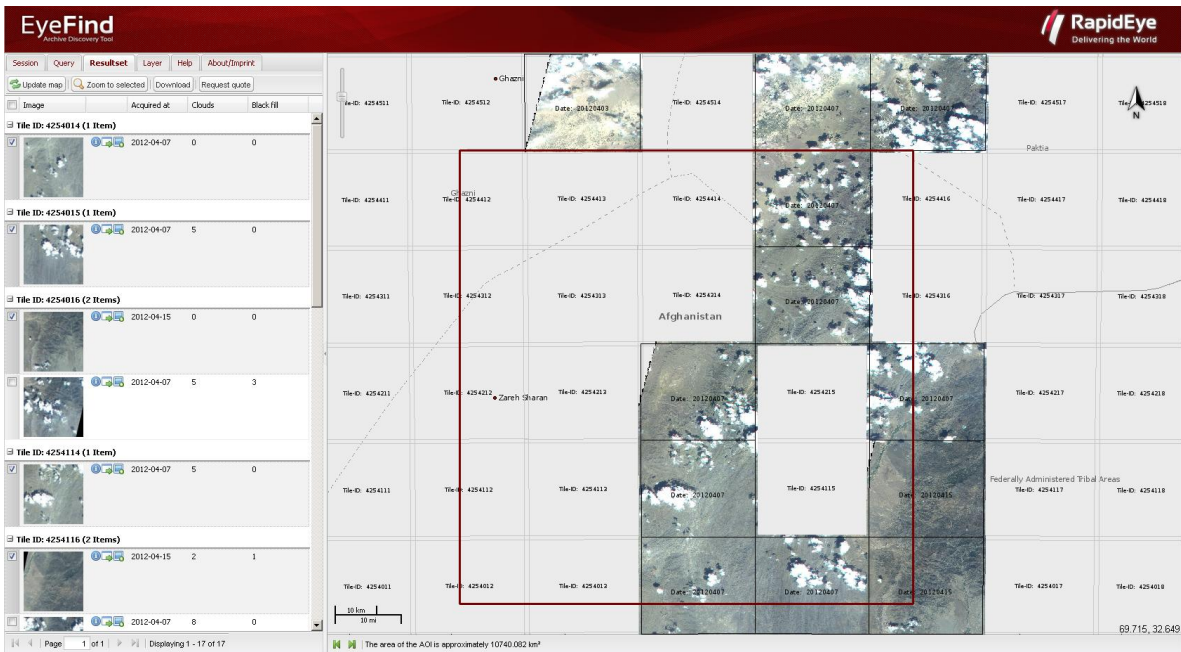 EyeFind
Archive Discovery Tool
RapidEye
Delivering the World
Session Query Resultset Layer Help About/Imprint
Update map Zoom to selected Download Request quote
Image Acquired at Clouds Black fill
Tile ID: 4254014 (1 Item)
2012-04-07 0 0
Tile ID: 4254015 (1 Item)
2012-04-07 5 0
Tile ID: 4254016 (2 Items)
2012-04-15 0 0
2012-04-07 5 3
Tile ID: 4254114 (1 Item)
2012-04-07 5 0
Tile ID: 4254116 (2 Items)
2012-04-15 2 1
2012-04-07 8 0
Page 1 of 1 Displaying 1 - 17 of 17
Ghazni
Tile-ID: 4254512 Date: 20120403 Tile-ID: 4254514 Date: 20120407 Date: 20120407 Tile-ID: 4254517
N
Paktia
Ghazni
Tile-ID: 4254411 Tile-ID: 4254412 Tile-ID: 4254413 Tile-ID: 4254414 Date: 20120407 Tile-ID: 4254416 Tile-ID: 4254417 Tile-ID: 4254418
Tile-ID: 4254311 Tile-ID: 4254312 Tile-ID: 4254313 Tile-ID: 4254314 Date: 20120407 Tile-ID: 4254316 Tile-ID: 4254317 Tile-ID: 4254318
Afghanistan
Tile-ID: 4254211 Tile-ID: 4254212 Zareh Sharan Tile-ID: 4254213 Date: 20120407 Tile-ID: 4254215 Date: 20120407 Tile-ID: 4254217 Tile-ID: 4254218
Federally Administered Tribal Areas
Tile-ID: 4254111 Tile-ID: 4254112 Tile-ID: 4254113 Date: 20120407 Tile-ID: 4254115 Date: 20120415 Tile-ID: 4254117 Tile-ID: 4254118
Tile-ID: 4254011 Tile-ID: 4254012 Tile-ID: 4254013 Date: 20120407 Date: 20120407 Date: 20120415 Tile-ID: 4254017 Tile-ID: 4254018
10 km
10 mi
69.715, 32.649
The area of the AOI is approximately 10740.082 km²